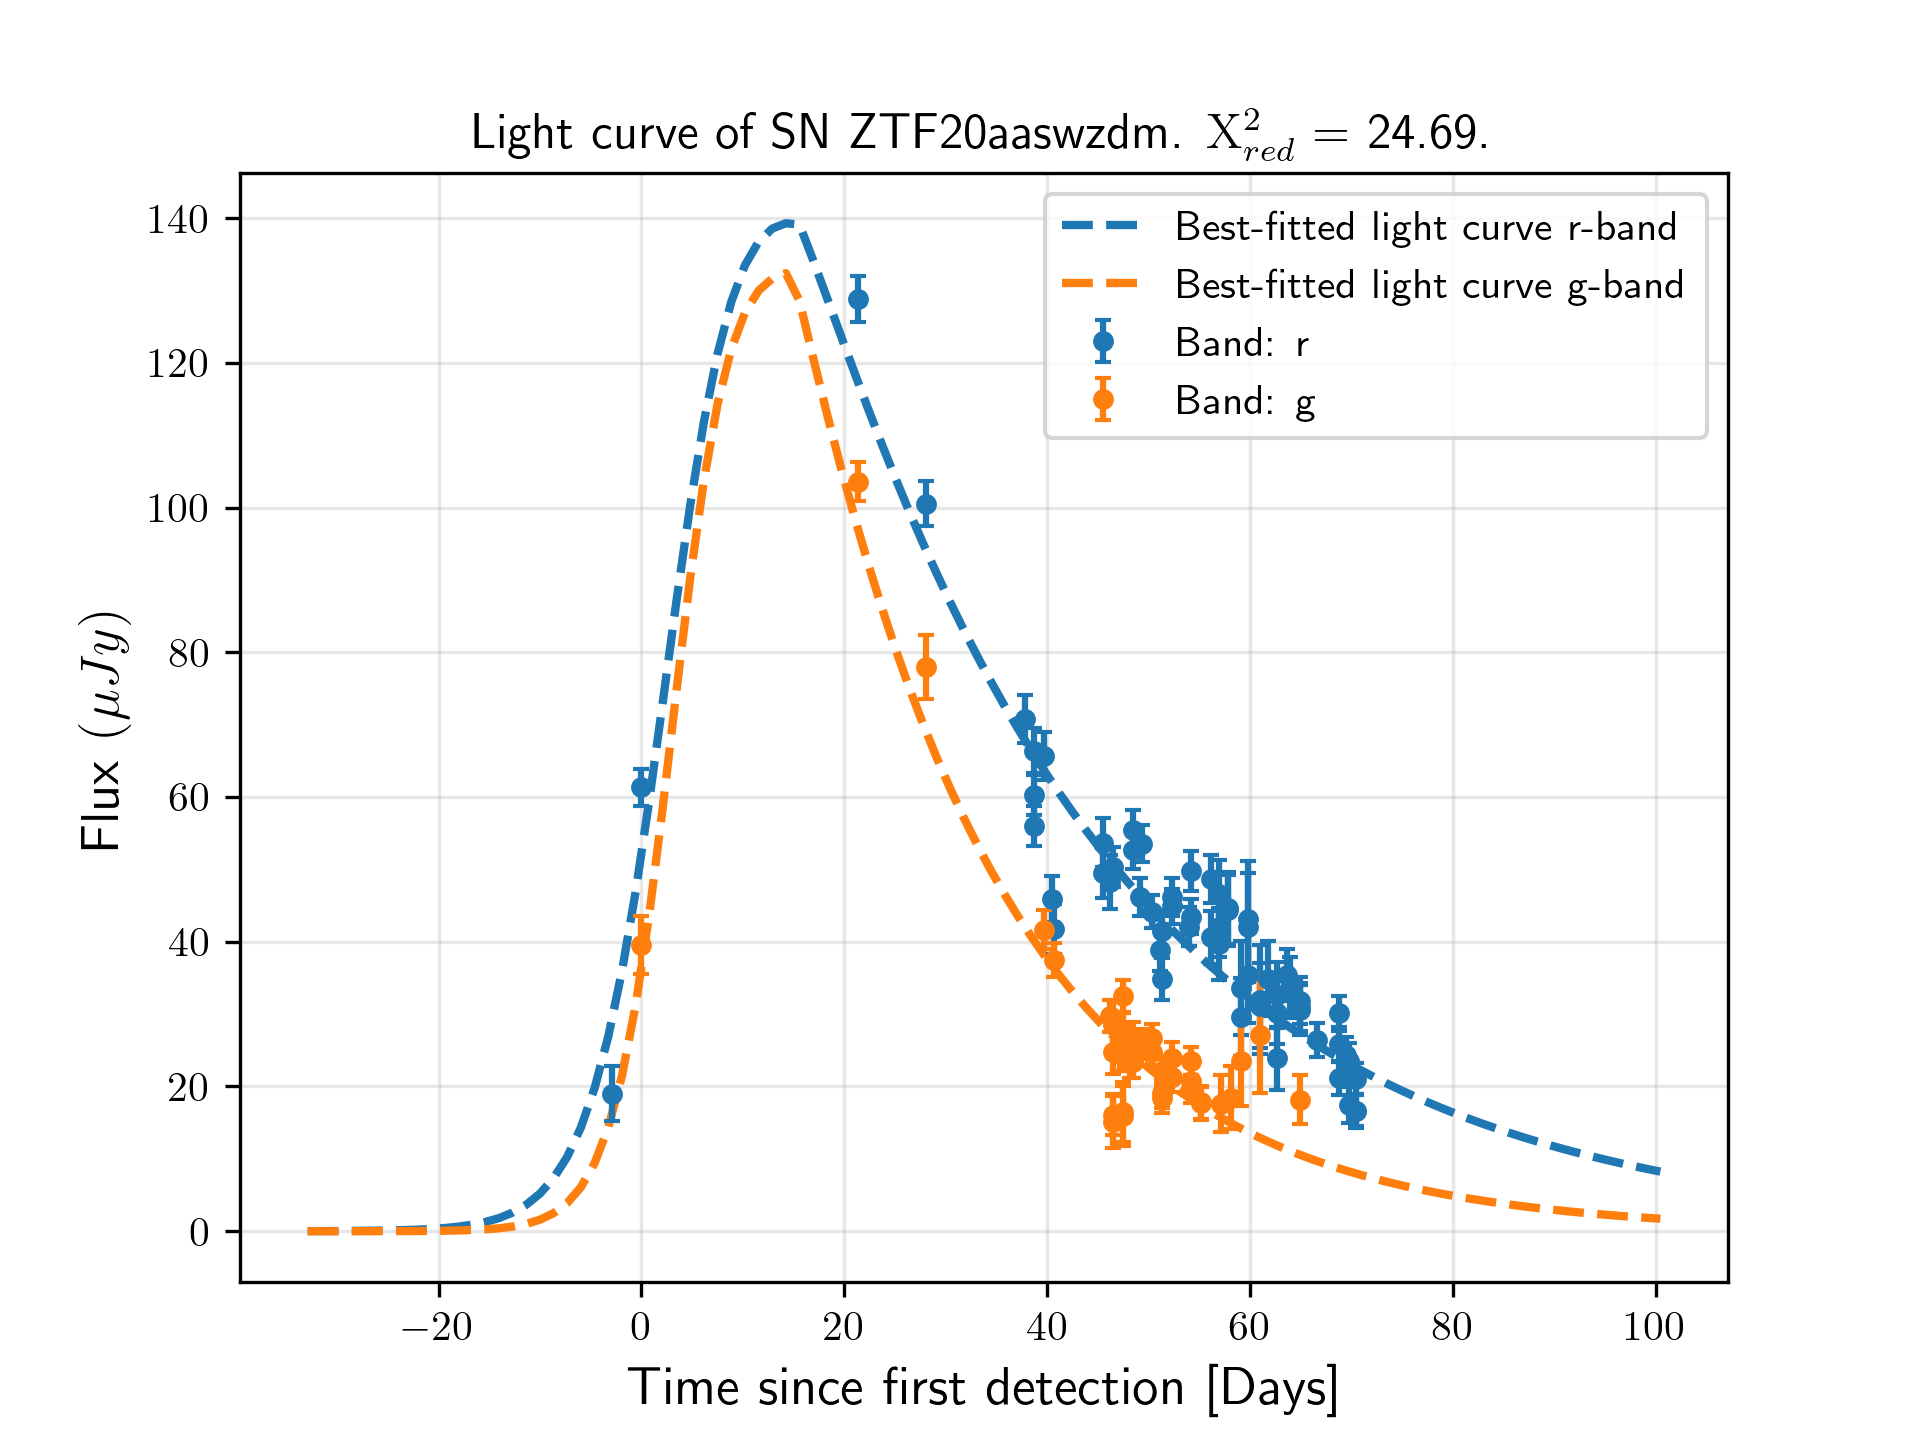 Light curve of SN ZTF20aaswzdm. X²_red = 24.69.
Best-fitted light curve r-band
Best-fitted light curve g-band
Band: r
Band: g
140
120
100
80
60
40
20
0
Flux (μJy)
−20 0 20 40 60 80 100
Time since first detection [Days]